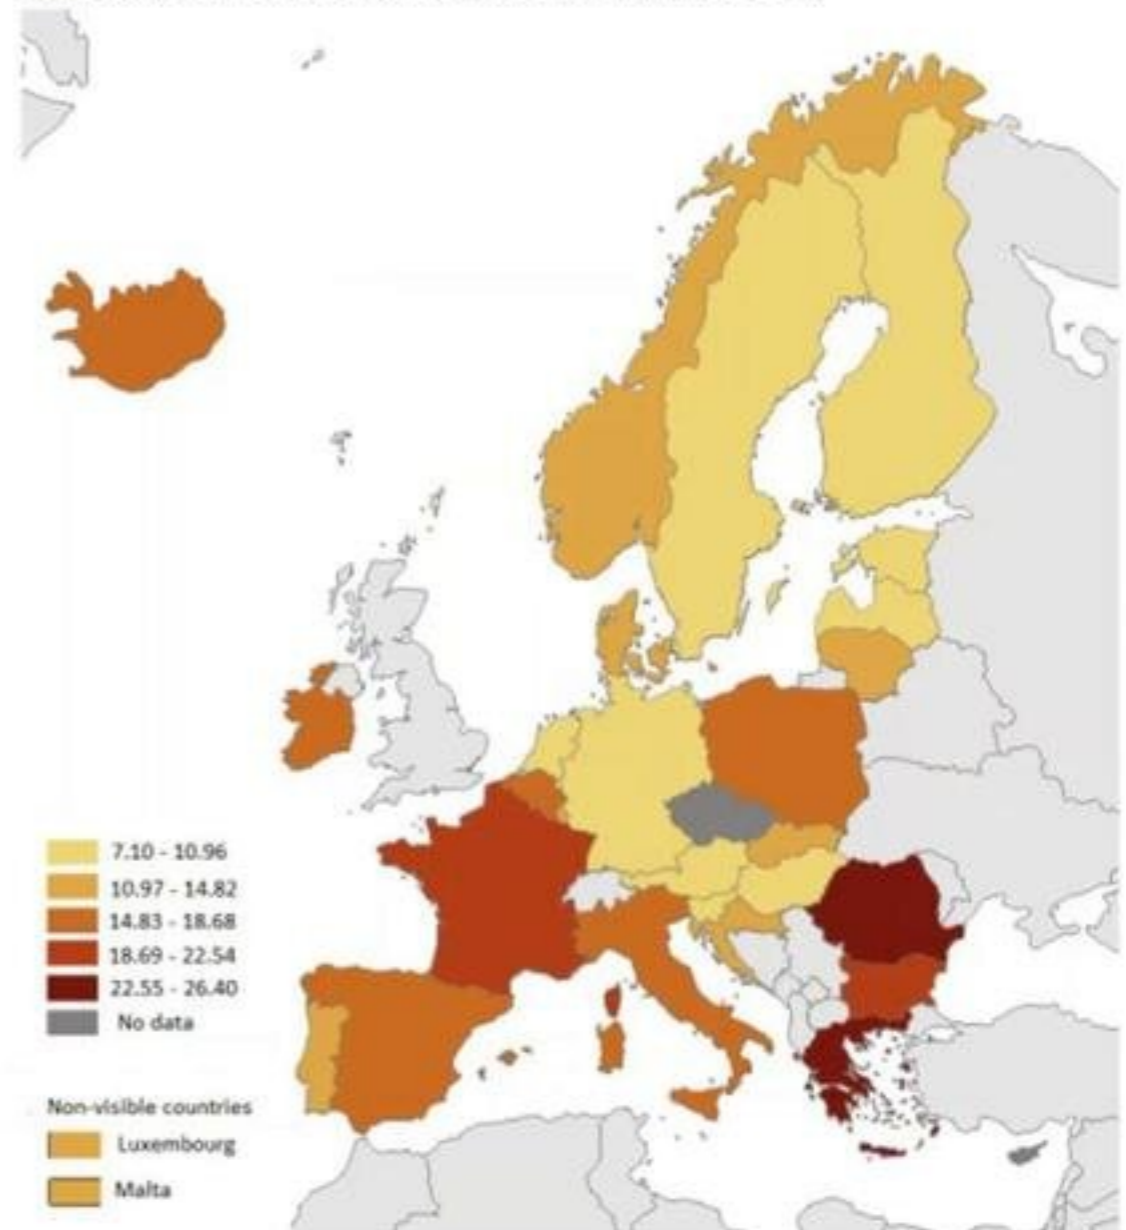 7.10 - 10.96
10.97 - 14.82
14.83 - 18.68
18.69 - 22.54
22.55 - 26.40
No data
Non-visible countries
Luxembourg
Malta